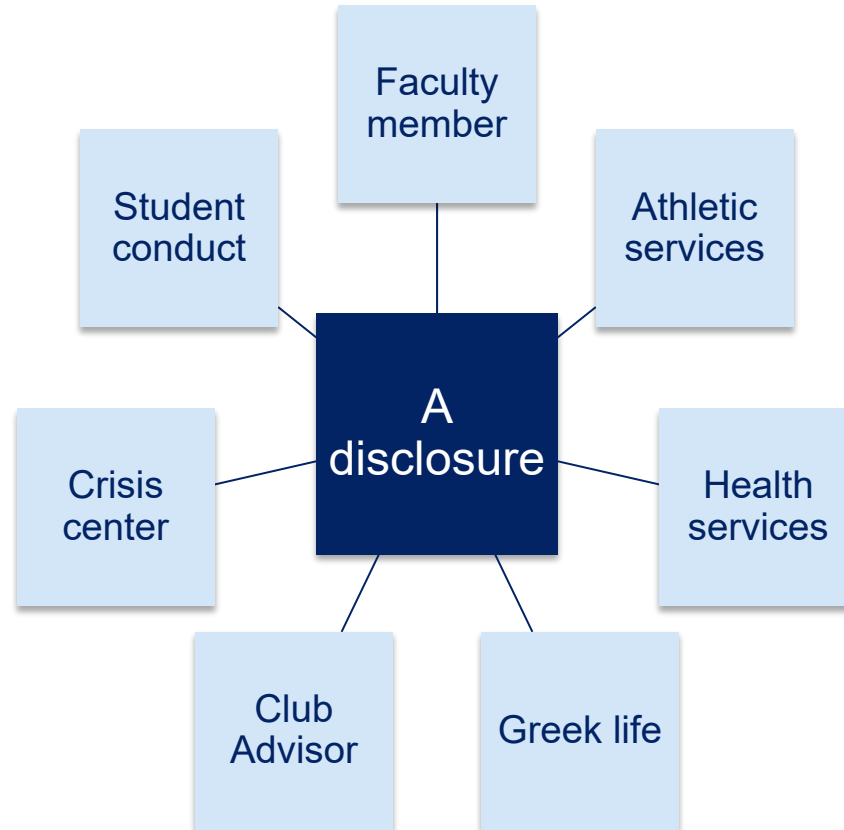 Faculty
member
Student
conduct
Athletic
services
A
disclosure
Crisis
center
Health
services
Club
Advisor
Greek life